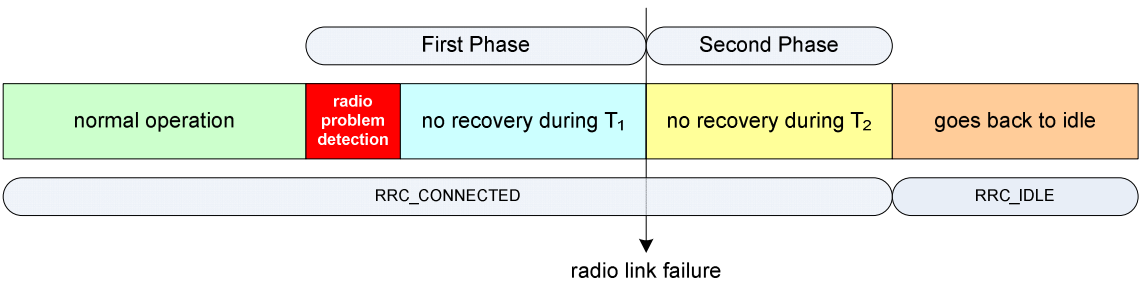 First Phase
Second Phase
normal operation
radio
problem
detection
no recovery during T₁
no recovery during T₂
goes back to idle
RRC_CONNECTED
RRC_IDLE
radio link failure